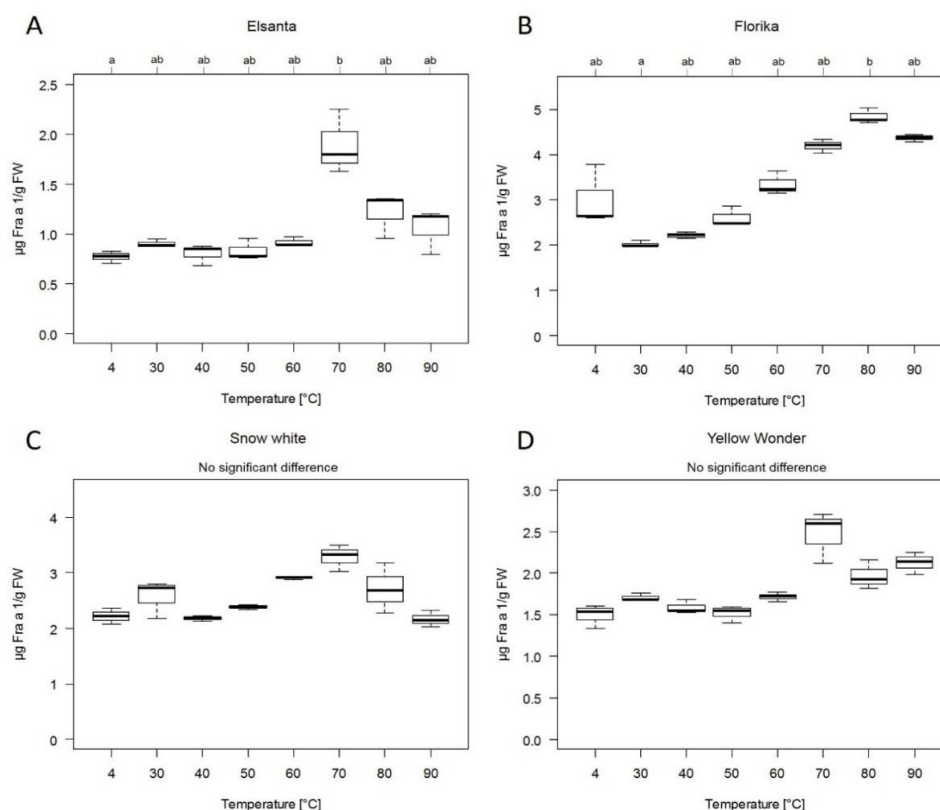 A
Elsanta
a ab ab ab ab b ab ab
2.5
2.0
1.5
1.0
0.5
0.0
µg Fra a 1/g FW
4 30 40 50 60 70 80 90
Temperature [°C]
B
Florika
ab a ab ab ab ab b ab
5
4
3
2
1
0
µg Fra a 1/g FW
4 30 40 50 60 70 80 90
Temperature [°C]
C
Snow white
No significant difference
4
3
2
1
0
µg Fra a 1/g FW
4 30 40 50 60 70 80 90
Temperature [°C]
D
Yellow Wonder
No significant difference
3.0
2.5
2.0
1.5
1.0
0.5
0.0
µg Fra a 1/g FW
4 30 40 50 60 70 80 90
Temperature [°C]